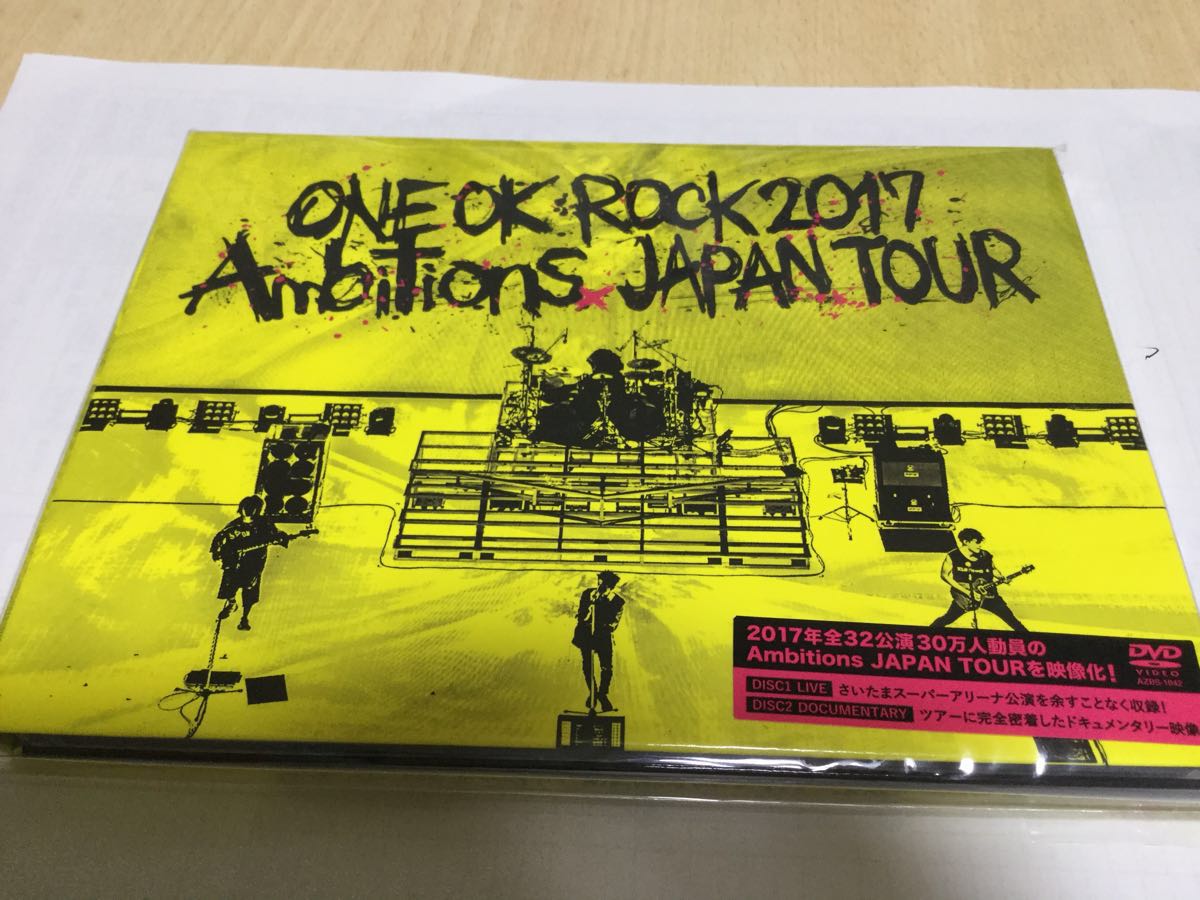 ONE OK ROCK 2017
Ambitions JAPAN TOUR
2017年全32公演30万人動員の
Ambitions JAPAN TOURを映像化!
DVD
VIDEO
AZBS-1042
DISC1 LIVE さいたまスーパーアリーナ公演を余すことなく収録!
DISC2 DOCUMENTARY ツアーに完全密着したドキュメンタリー映像